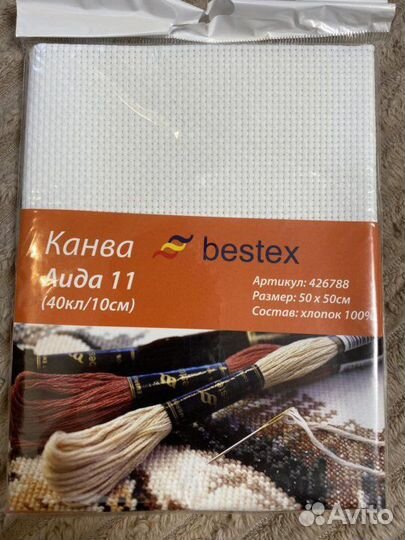 Канва
bestex
Аида 11
(40кл/10см)
Артикул: 426788
Размер: 50 х 50см
Состав: хлопок 100%
Avito